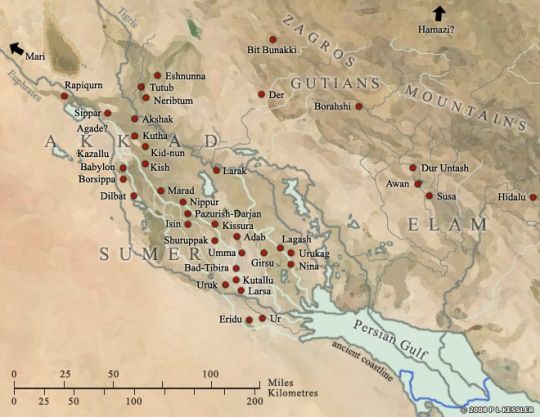 Hamazi?
Tigris
ZAGROS
Mari
Bit Bunakki
Eshnunna
GUTIANS
MOUNTAINS
Rapiqum
Tutub
Der
Neribtum
Borahshi
Euphrates
Sippar
Akshak
Agade?
AKKAD
Kutha
Kazallu
Kid-nun
Babylon
Kish
Larak
Dur Untash
Borsippa
Awan
Dilbat
Marad
Susa
Hidalu
Nippur
Pazurish-Darjan
Isin
Kissura
ELAM
Shuruppak
Adab
Lagash
SUMER
Umma
Urukag
Girsu
Bad-Tibira
Nina
Uruk
Kutallu
Larsa
Eridu
Ur
Persian Gulf
ancient coastline
0 25 50 100
Miles
Kilometres
0 25 50 100 200
© 2008 P L KESSLER